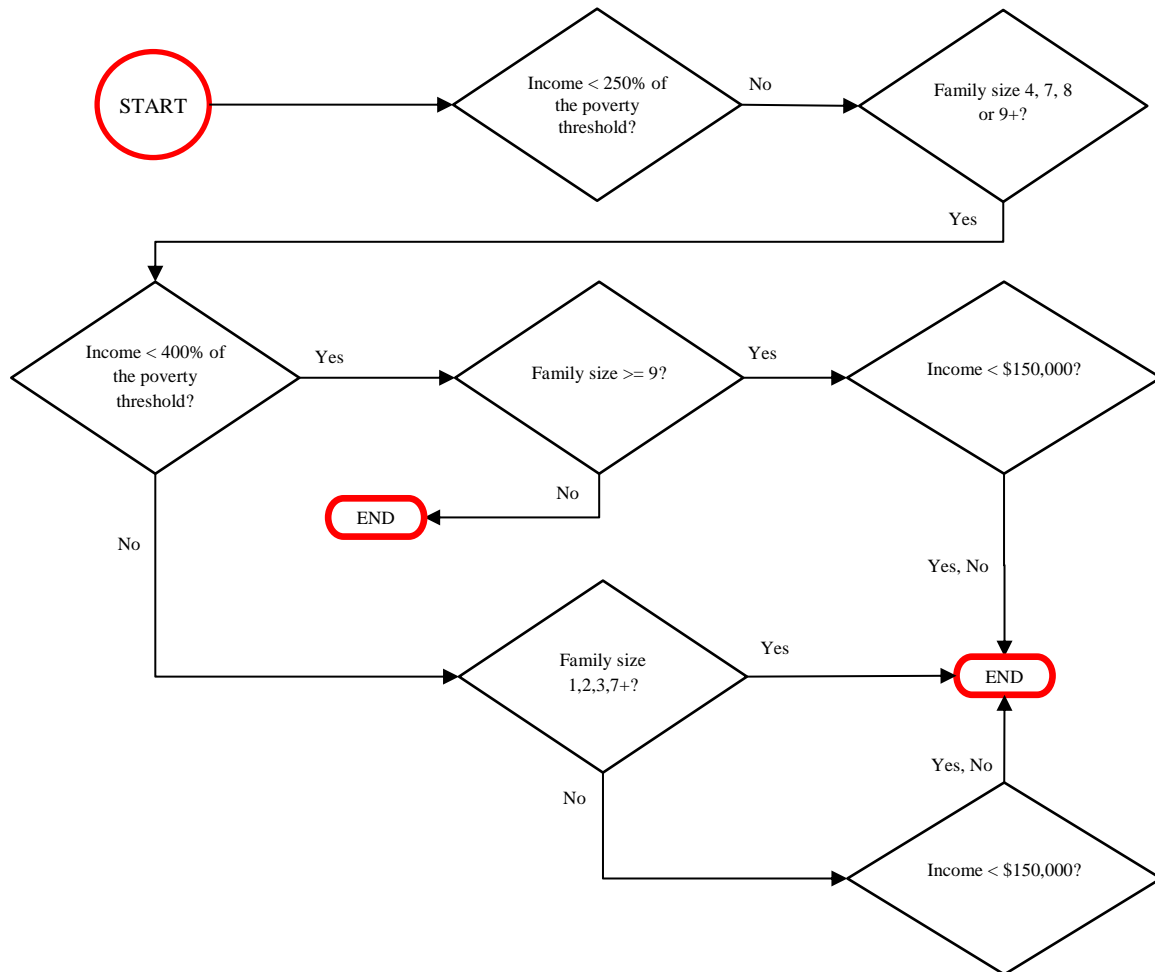 START
Income < 250% of
the poverty
threshold?
No
Family size 4, 7, 8
or 9+?
Yes
Income < 400% of
the poverty
threshold?
Yes
Family size >= 9?
Yes
Income < $150,000?
No
END
No
Yes, No
Family size
1,2,3,7+?
Yes
END
No
Yes, No
Income < $150,000?